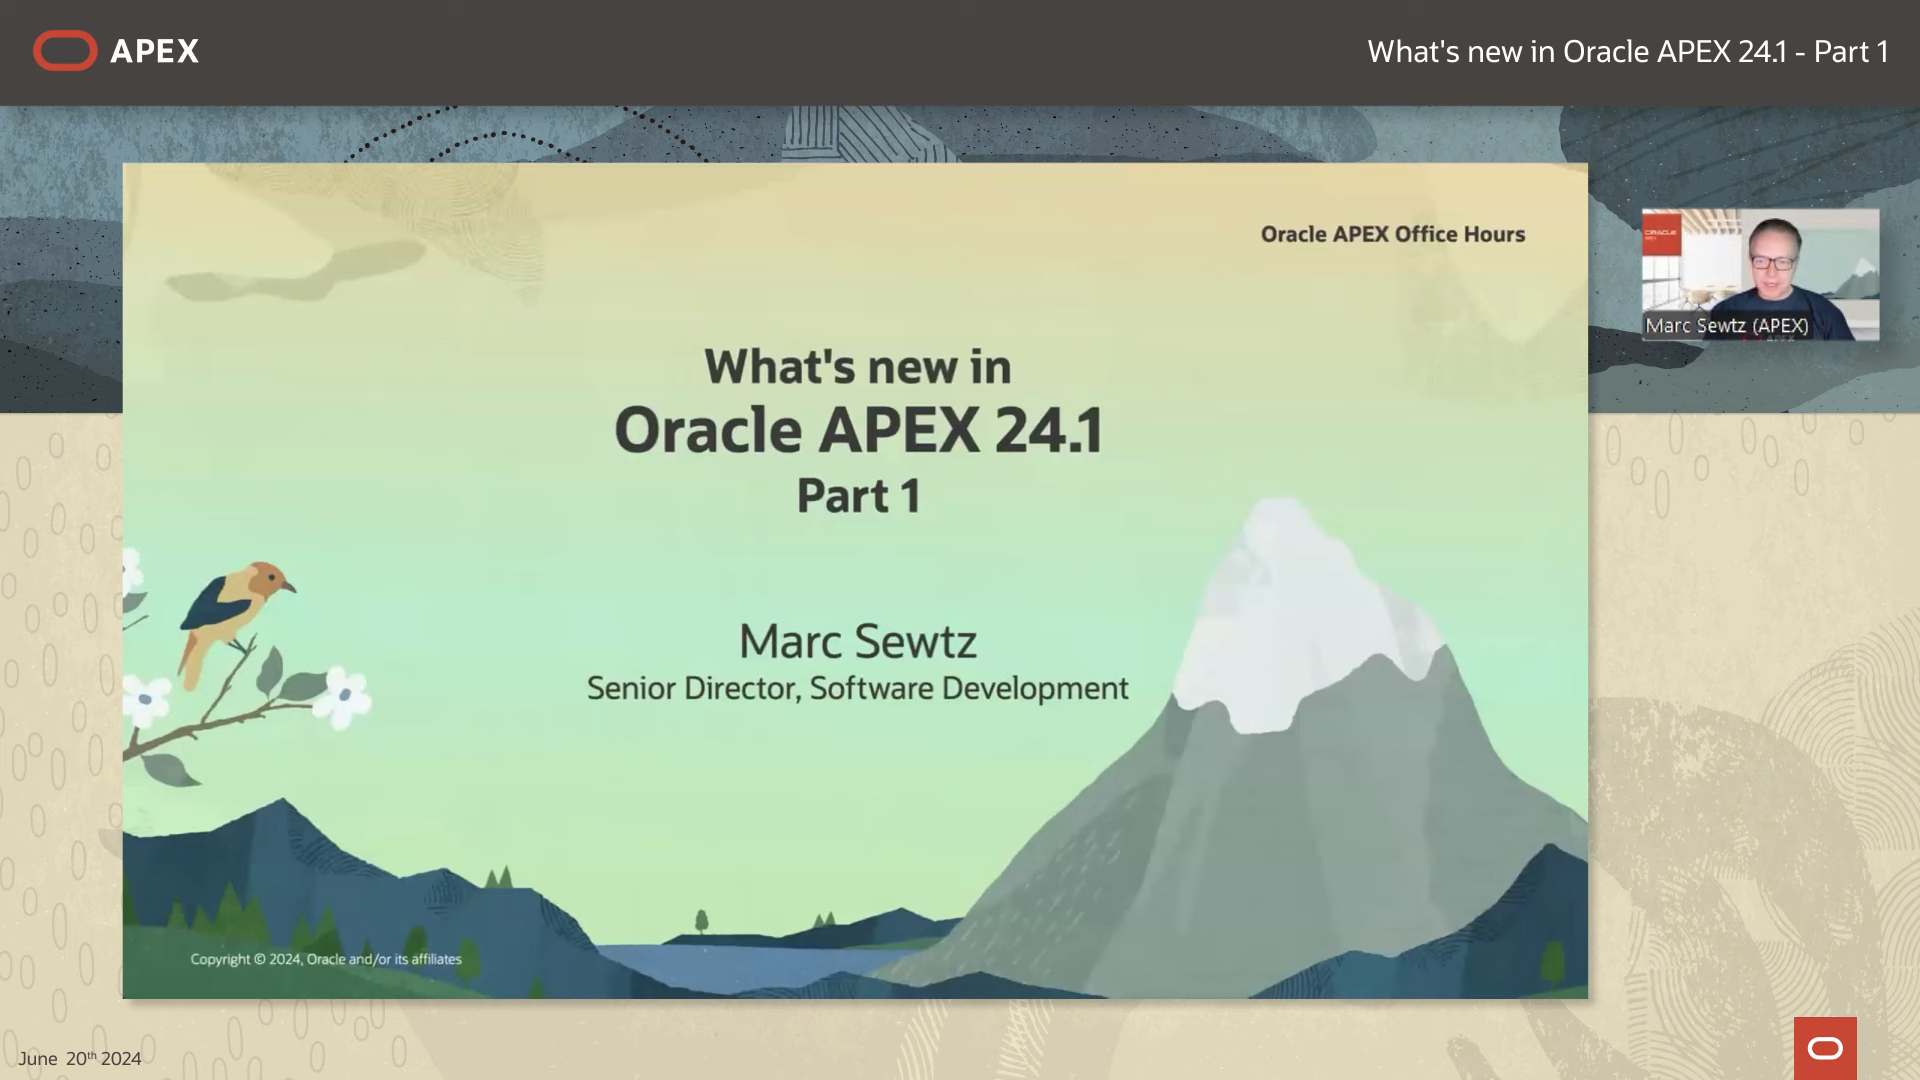 APEX
What's new in Oracle APEX 24.1 - Part 1
Oracle APEX Office Hours
ORACLE
Marc Sewtz (APEX)
What's new in
Oracle APEX 24.1
Part 1
Marc Sewtz
Senior Director, Software Development
Copyright © 2024, Oracle and/or its affiliates
June 20th 2024